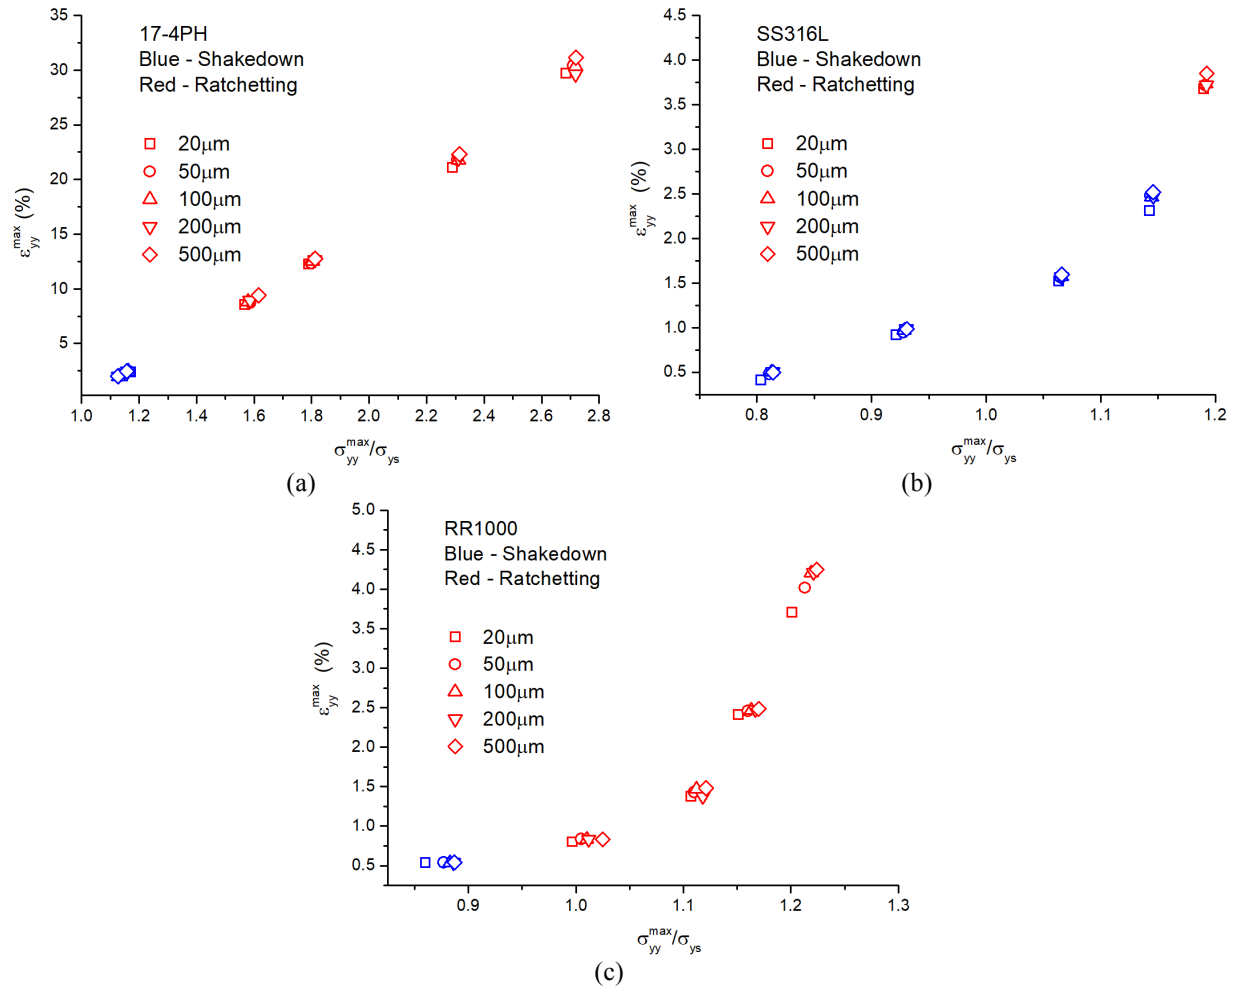 17-4PH
Blue - Shakedown
Red - Ratchetting
20μm
50μm
100μm
200μm
500μm
35
30
25
20
15
10
5
1.0 1.2 1.4 1.6 1.8 2.0 2.2 2.4 2.6 2.8
ε_yy^max (%)
σ_yy^max/σ_ys
(a)
SS316L
Blue - Shakedown
Red - Ratchetting
20μm
50μm
100μm
200μm
500μm
4.5
4.0
3.5
3.0
2.5
2.0
1.5
1.0
0.5
0.8 0.9 1.0 1.1 1.2
ε_yy^max (%)
σ_yy^max/σ_ys
(b)
RR1000
Blue - Shakedown
Red - Ratchetting
20μm
50μm
100μm
200μm
500μm
5.0
4.5
4.0
3.5
3.0
2.5
2.0
1.5
1.0
0.5
0.9 1.0 1.1 1.2 1.3
ε_yy^max (%)
σ_yy^max/σ_ys
(c)